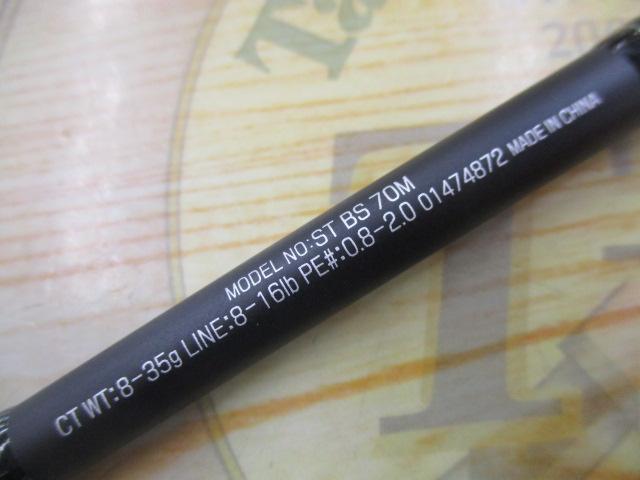 MODEL NO:ST BS 70M
CT WT:8-35g LINE:8-16lb PE#:0.8-2.0 01474872 MADE IN CHINA